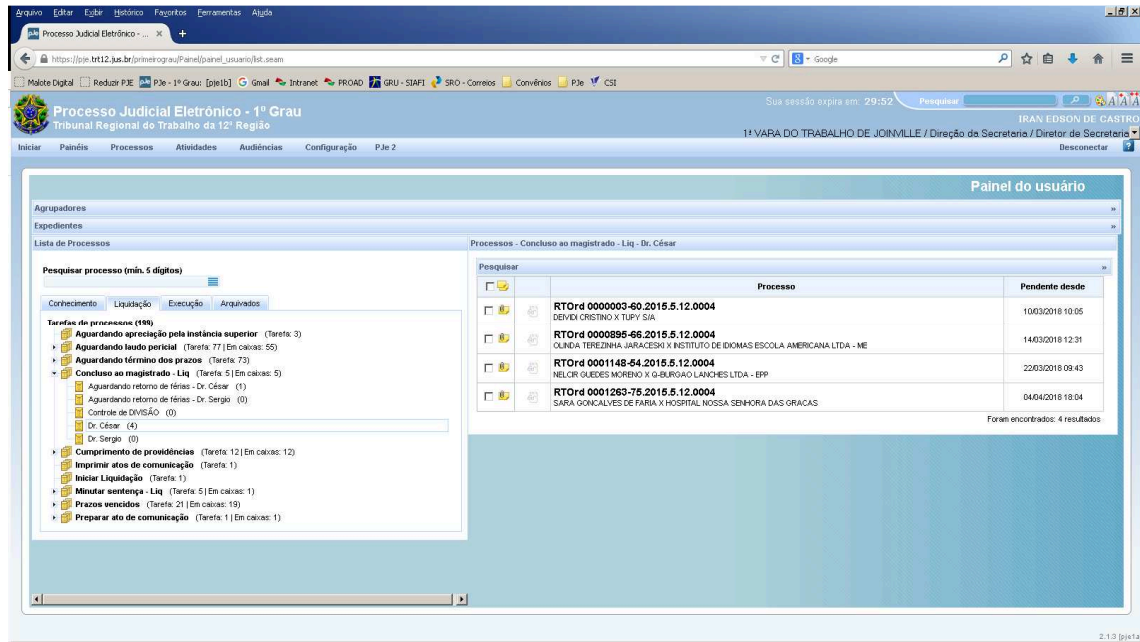 Arquivo Editar Exibir Histórico Favoritos Ferramentas Ajuda
Processo Judicial Eletrônico - ...
https://pje.trt12.jus.br/primeirograu/Painel/painel_usuario/list.seam
Google
Malote Digital Reduzir PJE PJe - 1º Grau: [pje1b] Gmail Intranet PROAD GRU - SIAFI SRO - Correios Convênios PJe CSI
Processo Judicial Eletrônico - 1º Grau
Tribunal Regional do Trabalho da 12ª Região
Sua sessão expira em: 29:52 Pesquisar
A A A
IRAN EDSON DE CASTRO
1ª VARA DO TRABALHO DE JOINVILLE / Direção da Secretaria / Diretor de Secretaria
Iniciar Painéis Processos Atividades Audiências Configuração PJe 2 Desconectar
Painel do usuário
Agrupadores
Expedientes
Lista de Processos
Pesquisar processo (mín. 5 dígitos)
Conhecimento Liquidação Execução Arquivados
Tarefas de processos (199)
Aguardando apreciação pela instância superior (Tarefa: 3)
Aguardando laudo pericial (Tarefa: 77 | Em caixas: 55)
Aguardando término dos prazos (Tarefa: 73)
Concluso ao magistrado - Liq (Tarefa: 5 | Em caixas: 5)
Aguardando retorno de férias - Dr. César (1)
Aguardando retorno de férias - Dr. Sergio (0)
Controle de DIVISÃO (0)
Dr. César (4)
Dr. Sergio (0)
Cumprimento de providências (Tarefa: 12 | Em caixas: 12)
Imprimir atos de comunicação (Tarefa: 1)
Iniciar Liquidação (Tarefa: 1)
Minutar sentença - Liq (Tarefa: 5 | Em caixas: 1)
Prazos vencidos (Tarefa: 21 | Em caixas: 19)
Preparar ato de comunicação (Tarefa: 1 | Em caixas: 1)
Processos - Concluso ao magistrado - Liq - Dr. César
Pesquisar
Processo Pendente desde
RTOrd 0000003-60.2015.5.12.0004
DEIVIDI CRISTINO X TUPY S/A
10/03/2018 10:05
RTOrd 0000895-66.2015.5.12.0004
OLINDA TEREZINHA JARACESKI X INSTITUTO DE IDIOMAS ESCOLA AMERICANA LTDA - ME
14/03/2018 12:31
RTOrd 0001148-54.2015.5.12.0004
NELCIR GUEDES MORENO X Q-BURGAO LANCHES LTDA - EPP
22/03/2018 09:43
RTOrd 0001263-75.2015.5.12.0004
SARA GONCALVES DE FARIA X HOSPITAL NOSSA SENHORA DAS GRACAS
04/04/2018 18:04
Foram encontrados: 4 resultados
2.1.3 [pje1a